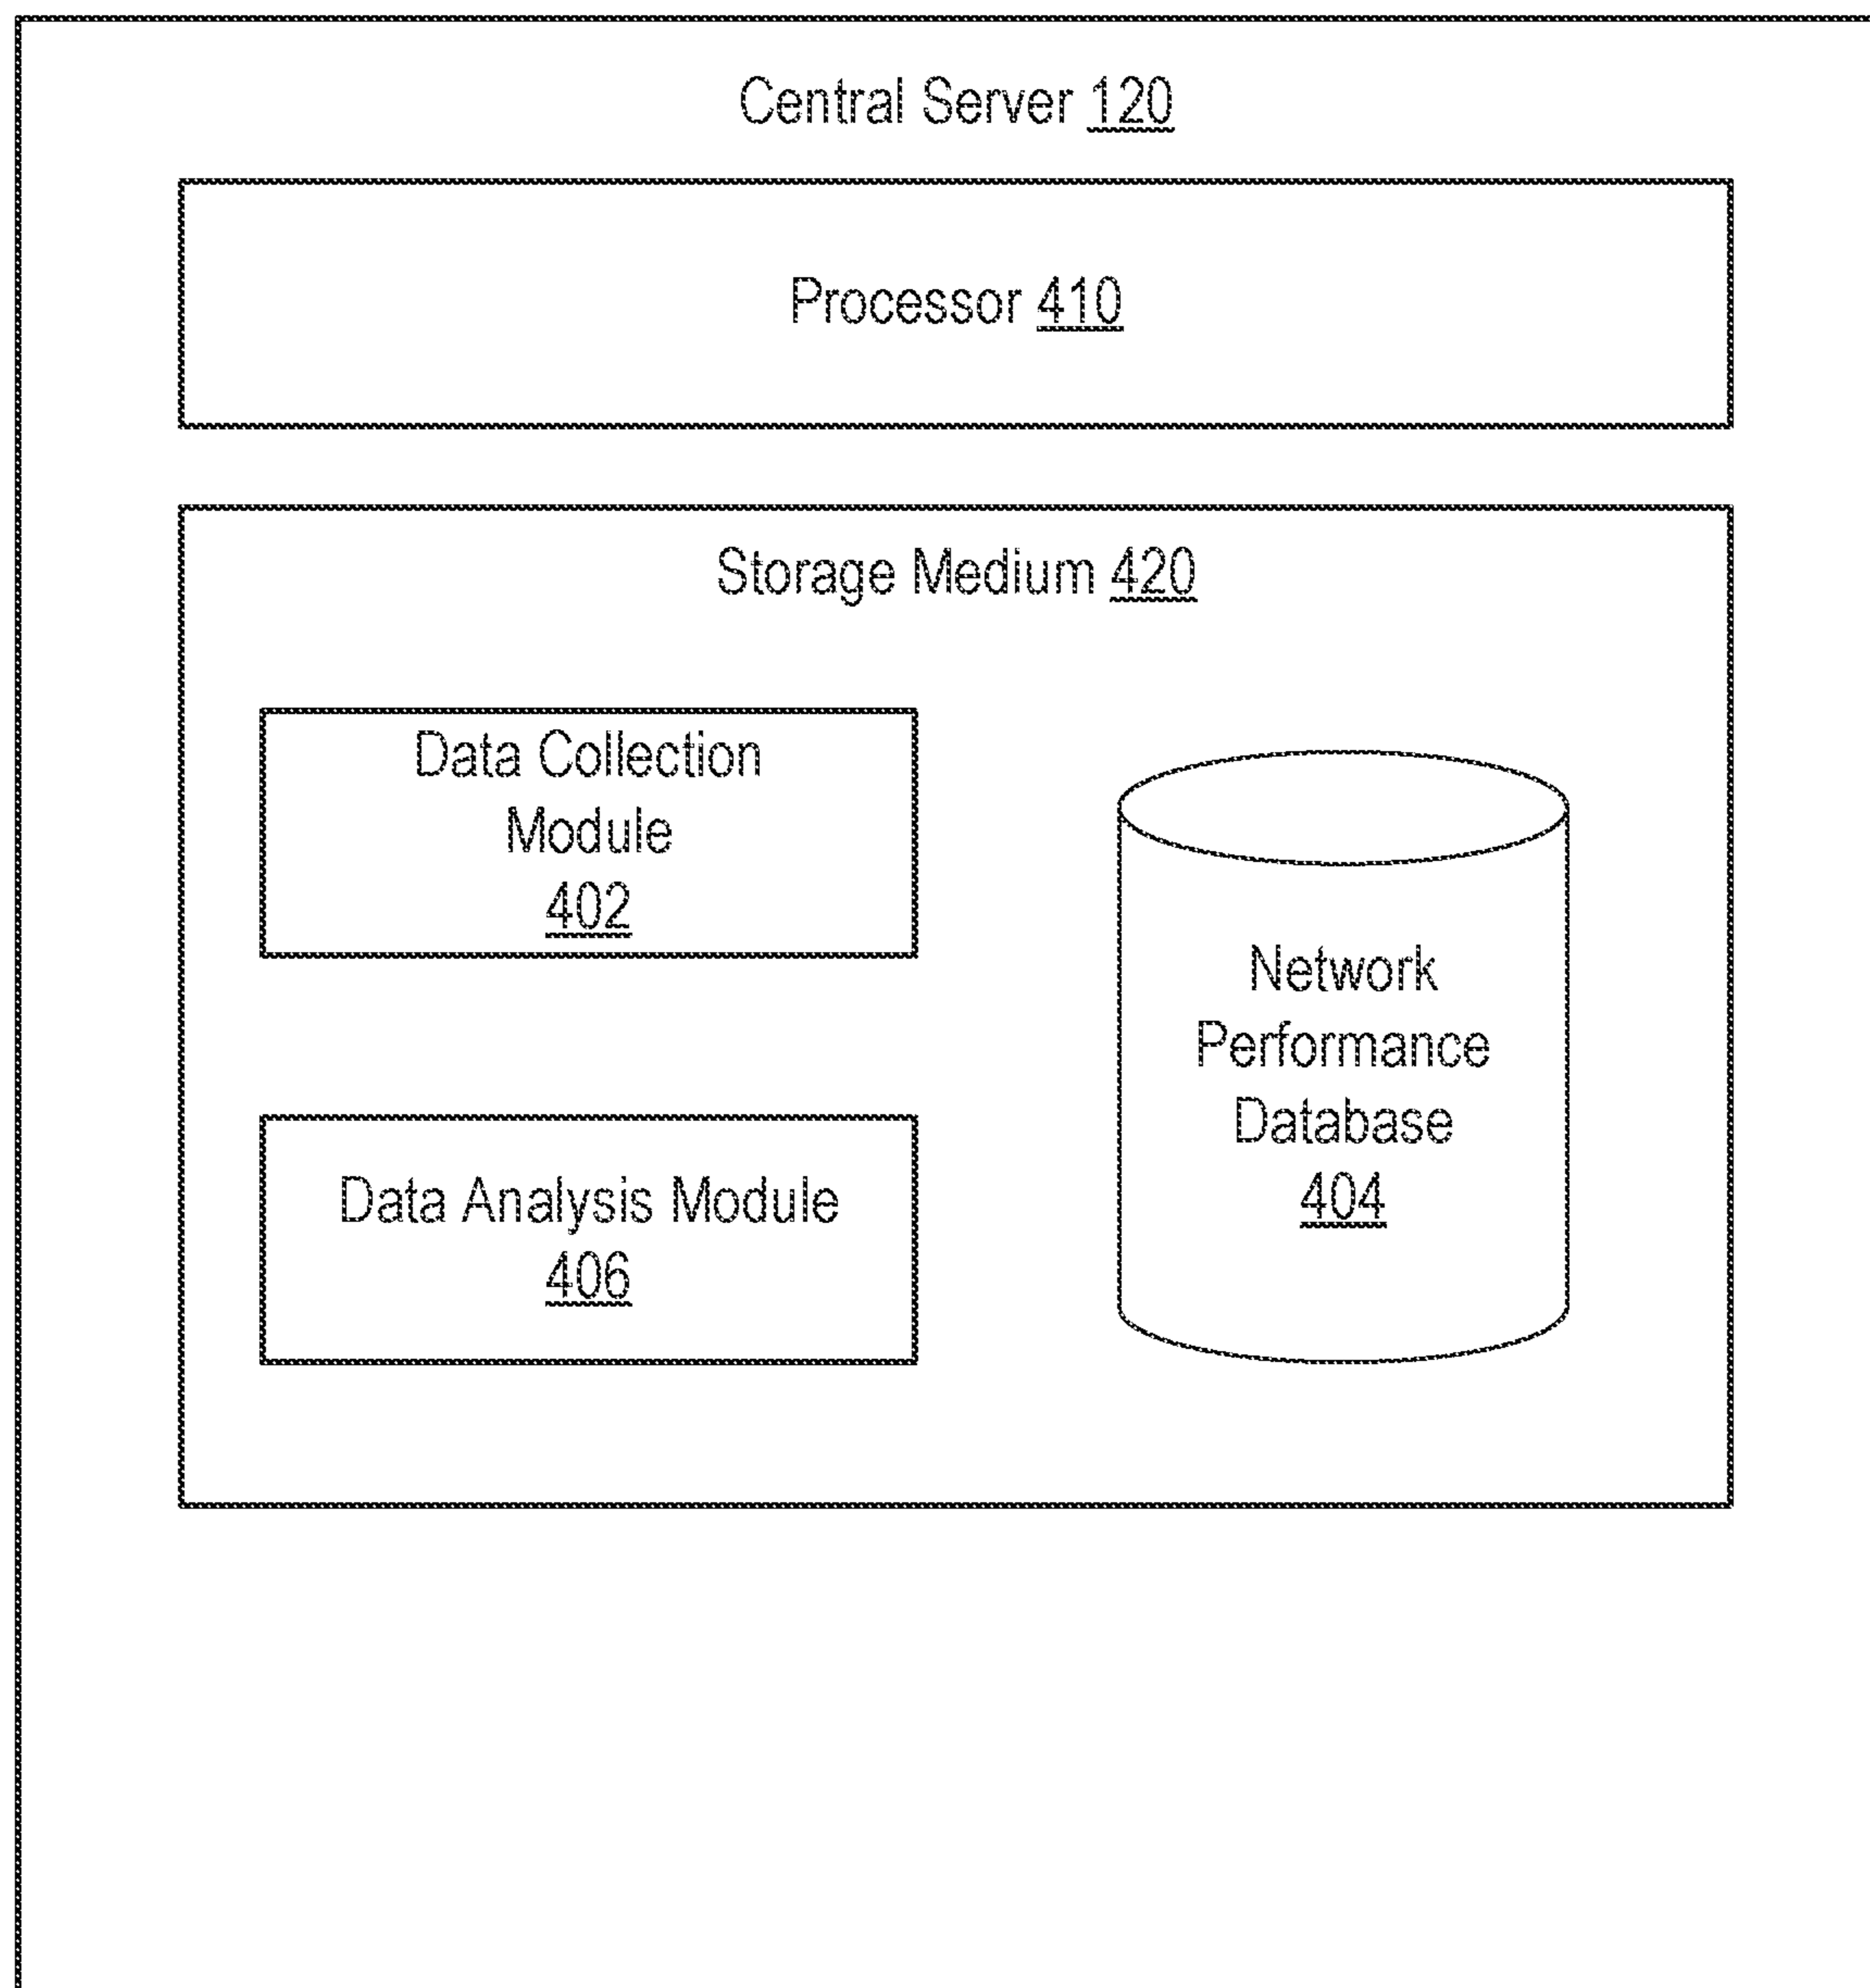 Central Server 120
Processor 410
Storage Medium 420
Data Collection
Module
402
Data Analysis Module
406
Network
Performance
Database
404